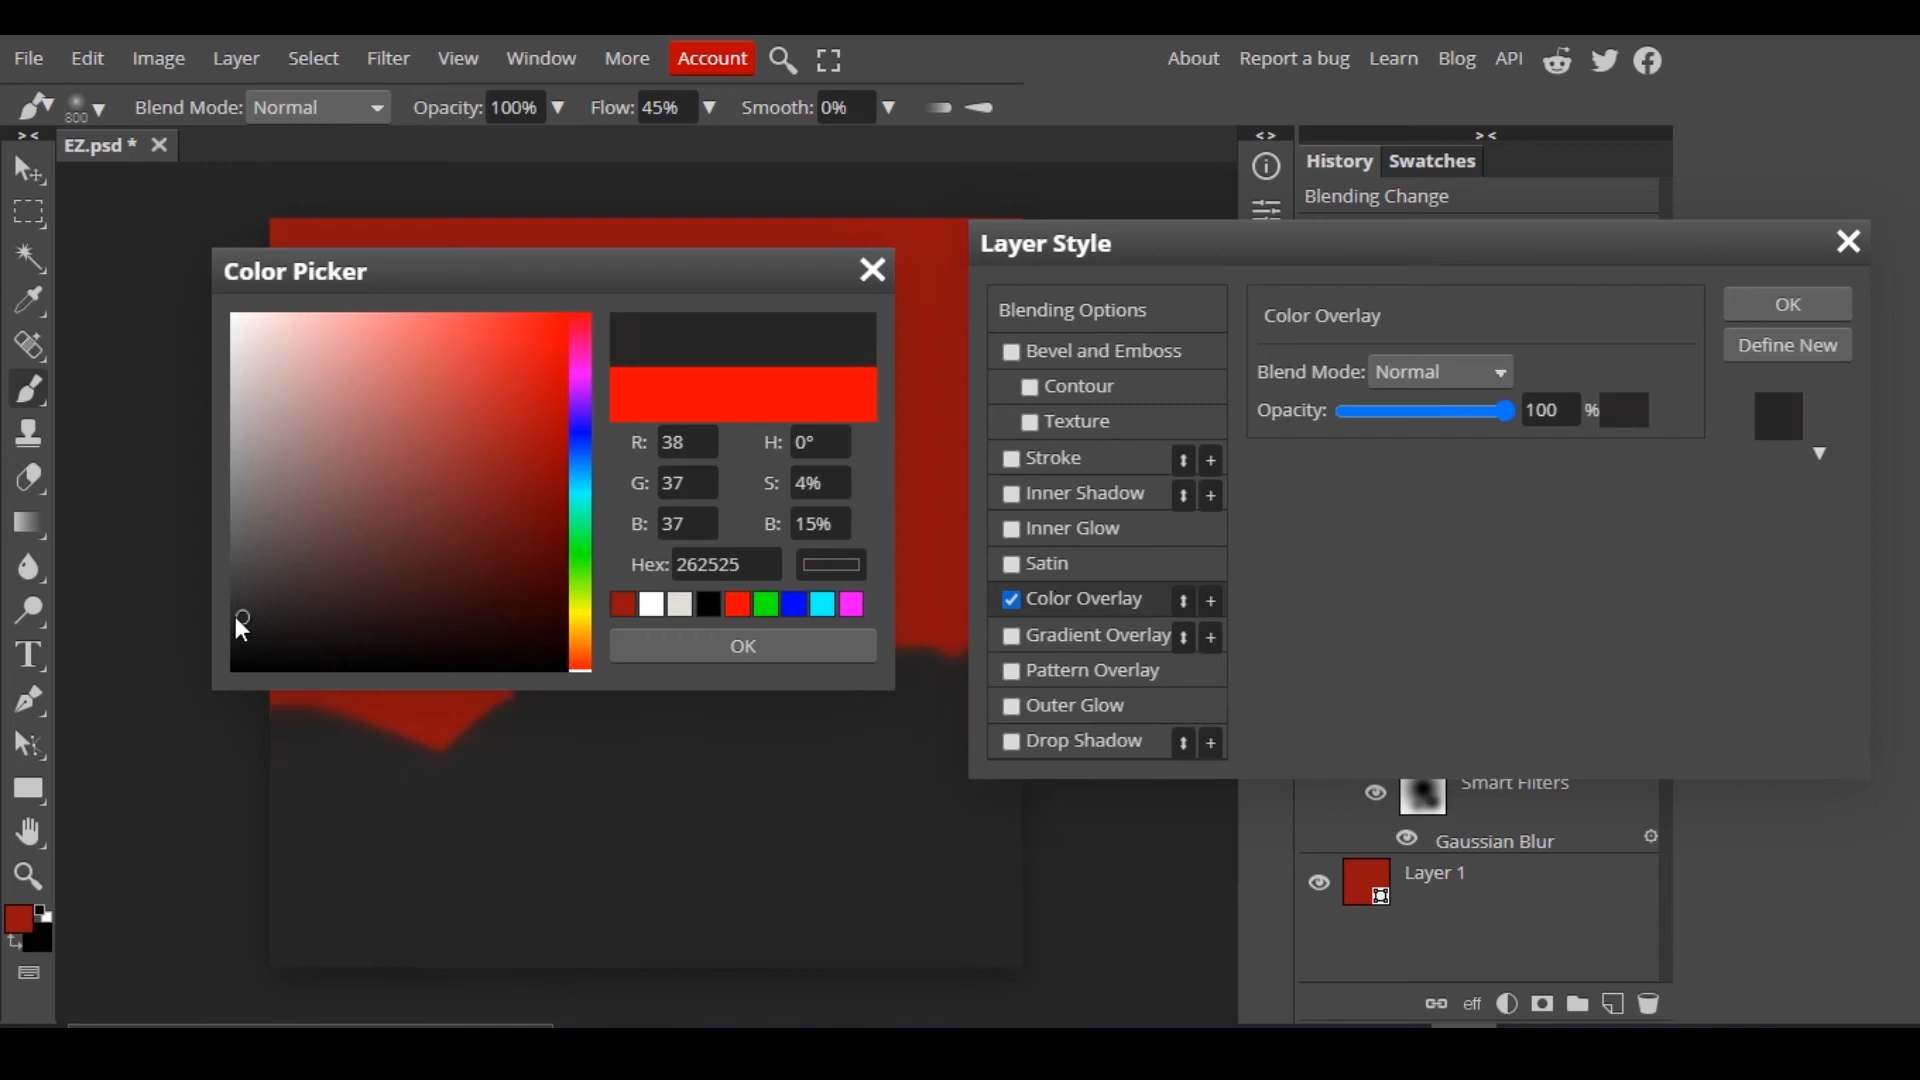 File Edit Image Layer Select Filter View Window More Account About Report a bug Learn Blog API
800 Blend Mode: Normal Opacity: 100% Flow: 45% Smooth: 0%
> < < > > <
EZ.psd *
History Swatches
Blending Change
Color Picker
R: 38 H: 0°
G: 37 S: 4%
B: 37 B: 15%
Hex: 262525
OK
Layer Style
Blending Options
Bevel and Emboss
Contour
Texture
Stroke
Inner Shadow
Inner Glow
Satin
Color Overlay
Gradient Overlay
Pattern Overlay
Outer Glow
Drop Shadow
Color Overlay
Blend Mode: Normal
Opacity: 100 %
OK
Define New
Smart Filters
Gaussian Blur
Layer 1
eff